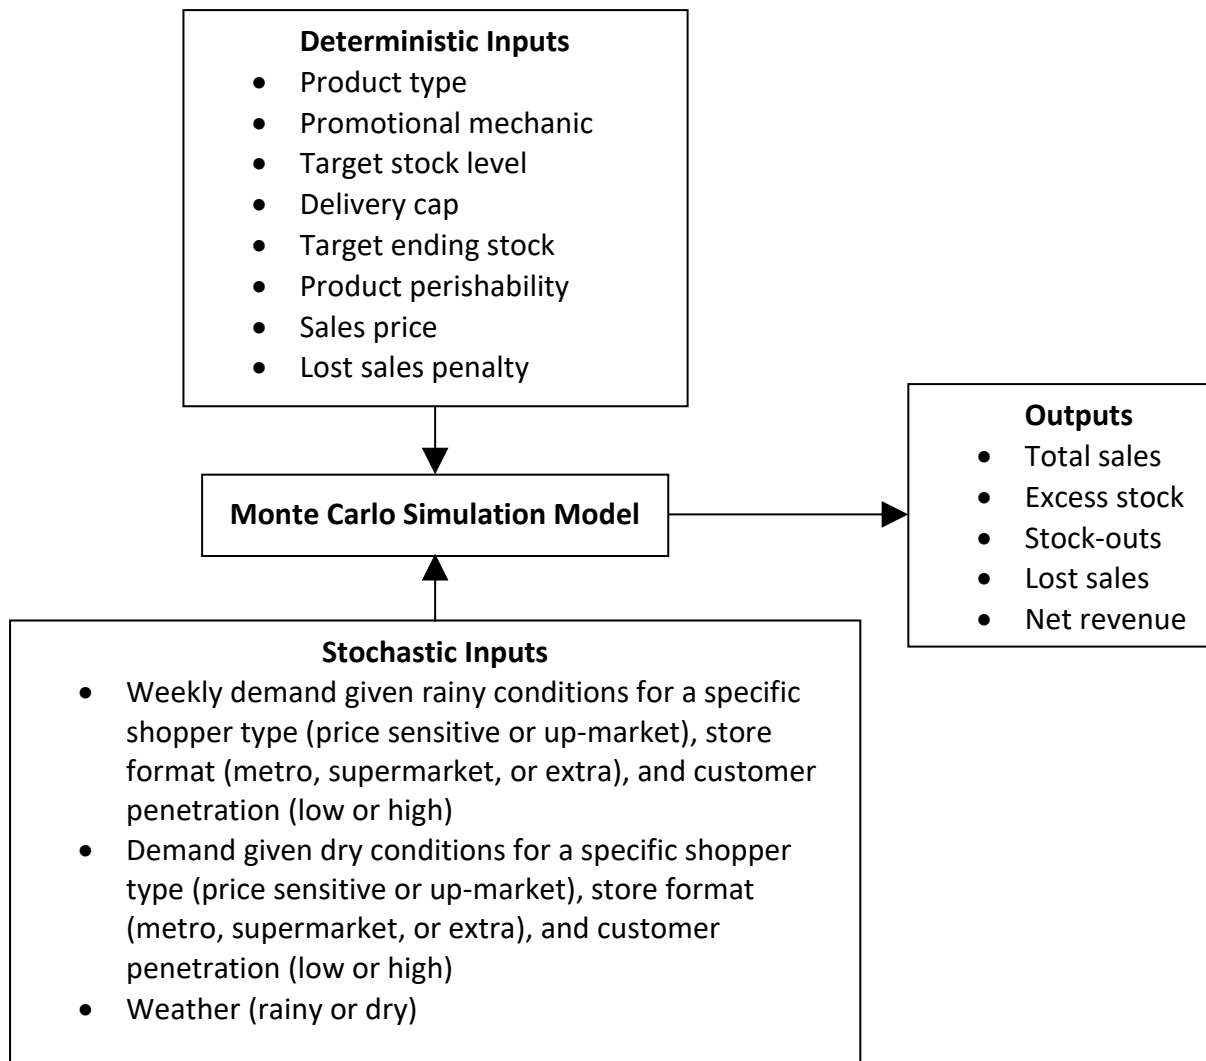 Deterministic Inputs
• Product type
• Promotional mechanic
• Target stock level
• Delivery cap
• Target ending stock
• Product perishability
• Sales price
• Lost sales penalty
Monte Carlo Simulation Model
Outputs
• Total sales
• Excess stock
• Stock-outs
• Lost sales
• Net revenue
Stochastic Inputs
• Weekly demand given rainy conditions for a specific
shopper type (price sensitive or up-market), store
format (metro, supermarket, or extra), and customer
penetration (low or high)
• Demand given dry conditions for a specific shopper
type (price sensitive or up-market), store format
(metro, supermarket, or extra), and customer
penetration (low or high)
• Weather (rainy or dry)